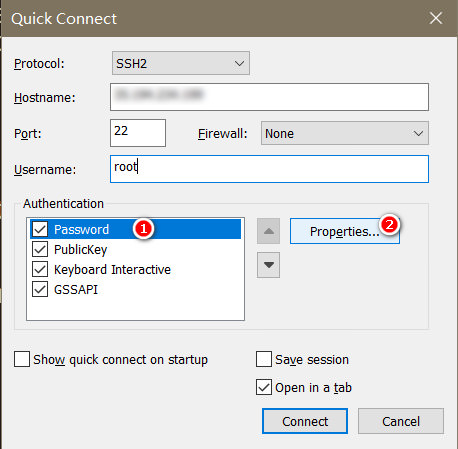 Quick Connect
Protocol: SSH2
Hostname:
Port: 22 Firewall: None
Username: root
Authentication
Password 1
Properties... 2
PublicKey
Keyboard Interactive
GSSAPI
Show quick connect on startup
Save session
Open in a tab
Connect Cancel